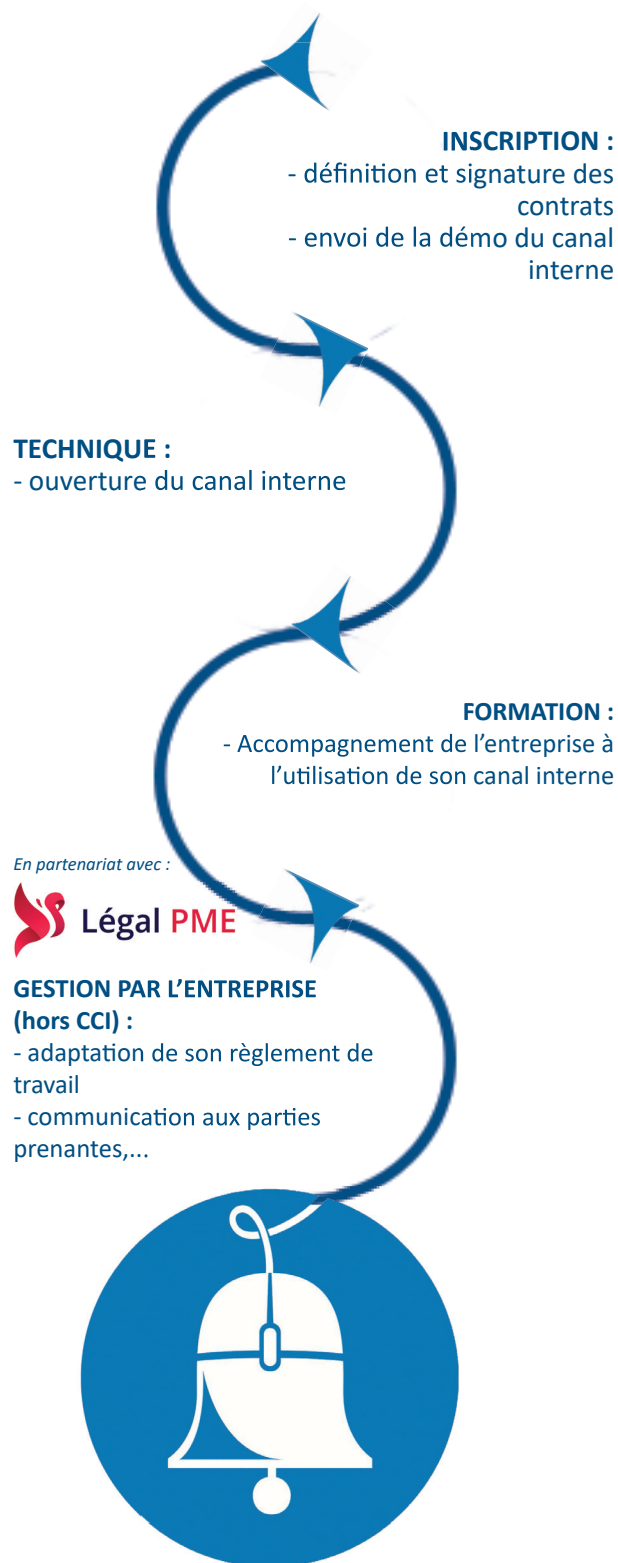 INSCRIPTION :
- définition et signature des
contrats
- envoi de la démo du canal
interne
TECHNIQUE :
- ouverture du canal interne
FORMATION :
- Accompagnement de l’entreprise à
l’utilisation de son canal interne
En partenariat avec :
Légal PME
GESTION PAR L’ENTREPRISE
(hors CCI) :
- adaptation de son règlement de
travail
- communication aux parties
prenantes,...